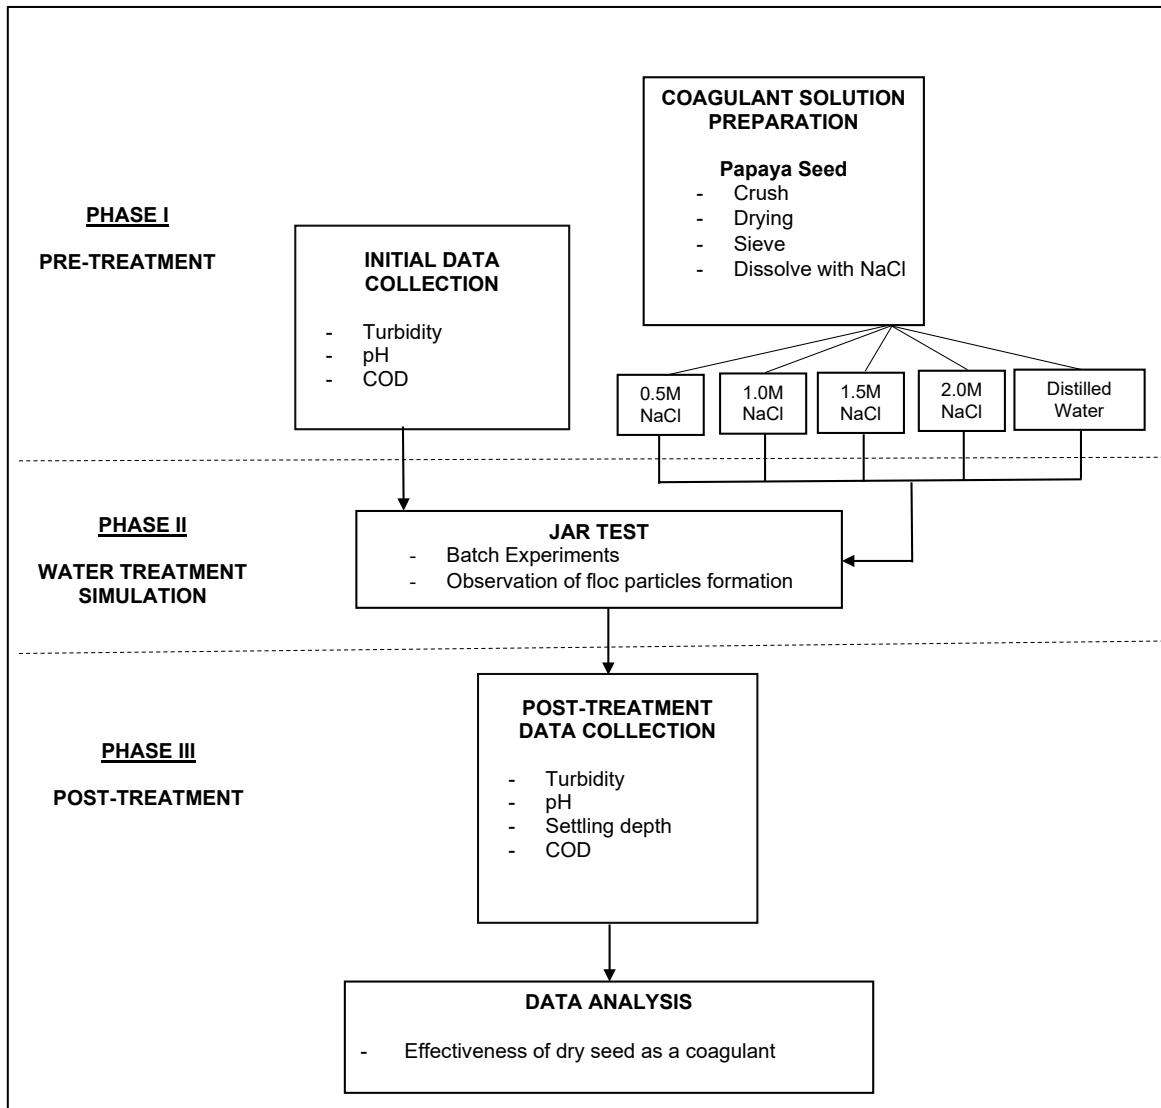 COAGULANT SOLUTION
PREPARATION
Papaya Seed
- Crush
- Drying
- Sieve
- Dissolve with NaCl
PHASE I
PRE-TREATMENT
INITIAL DATA
COLLECTION
- Turbidity
- pH
- COD
0.5M
NaCl
1.0M
NaCl
1.5M
NaCl
2.0M
NaCl
Distilled
Water
PHASE II
WATER TREATMENT
SIMULATION
JAR TEST
- Batch Experiments
- Observation of floc particles formation
PHASE III
POST-TREATMENT
POST-TREATMENT
DATA COLLECTION
- Turbidity
- pH
- Settling depth
- COD
DATA ANALYSIS
- Effectiveness of dry seed as a coagulant